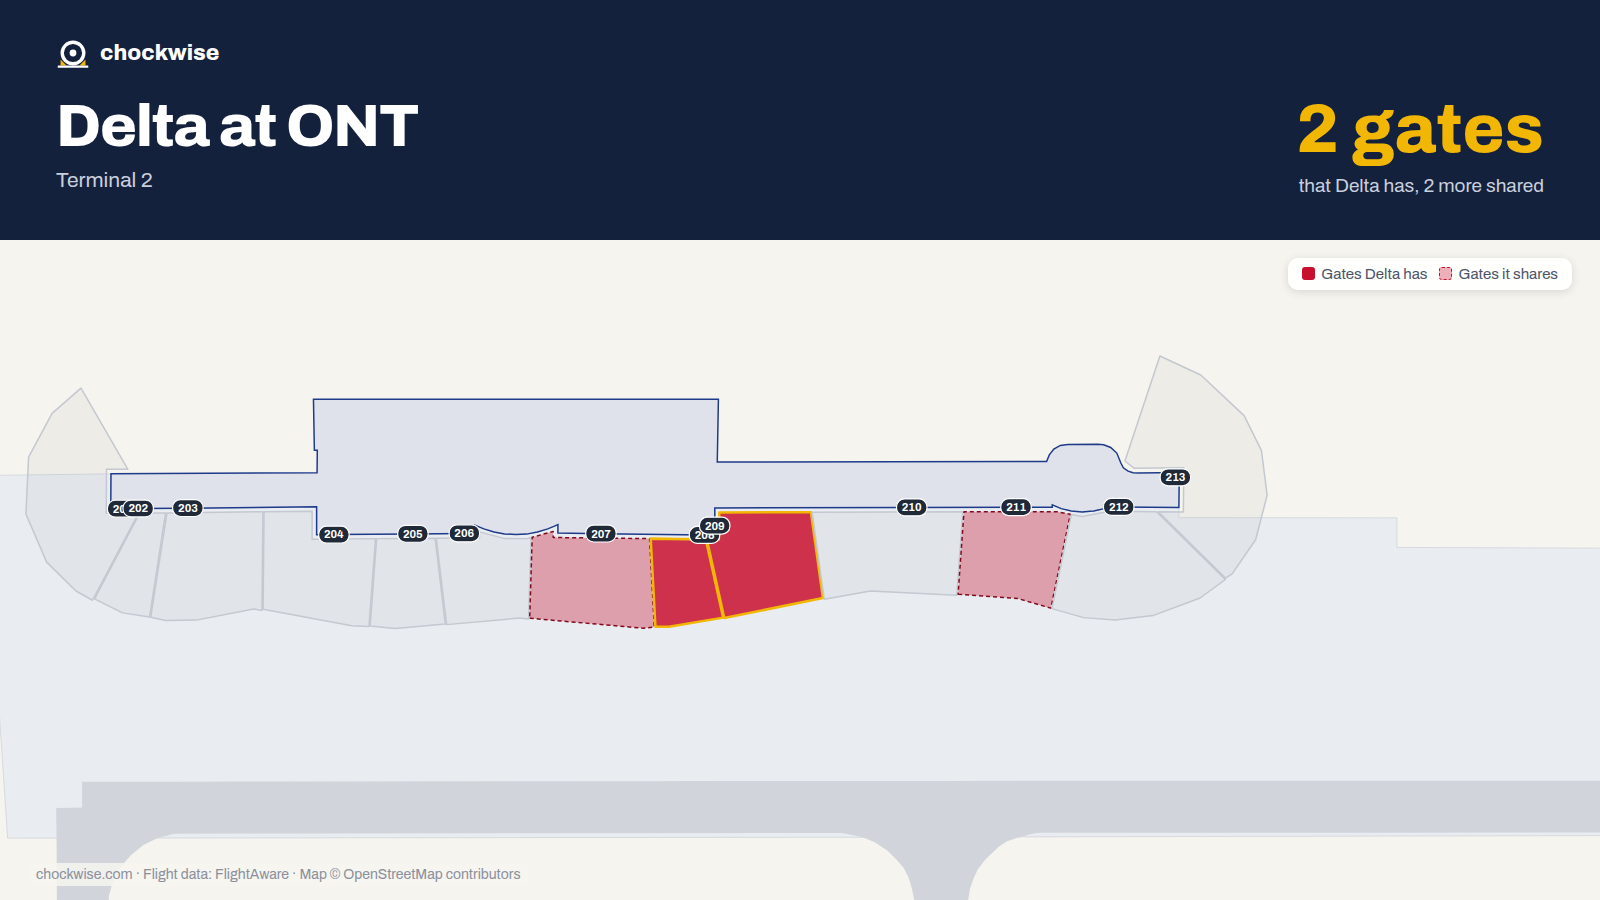 chockwise
Delta at ONT
Terminal 2
2 gates
that Delta has, 2 more shared
Gates Delta has
Gates it shares
202
203
204
205
206
207
208
209
210
211
212
213
chockwise.com · Flight data: FlightAware · Map © OpenStreetMap contributors